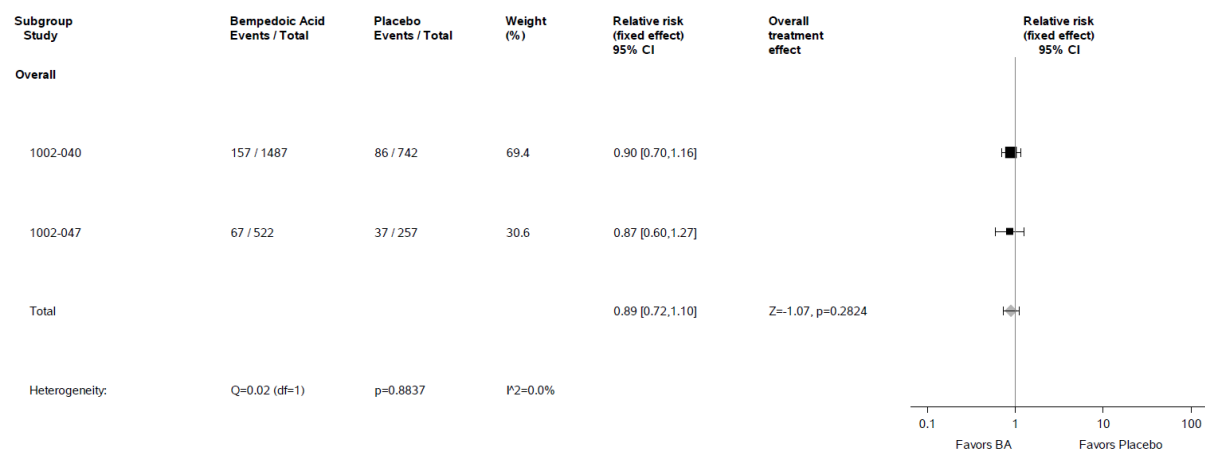 Subgroup Bempedoic Acid Placebo Weight Relative risk Overall Relative risk
Study Events / Total Events / Total (%) (fixed effect) treatment (fixed effect)
95% CI effect 95% CI
Overall
1002-040 157 / 1487 86 / 742 69.4 0.90 [0.70,1.16]
1002-047 67 / 522 37 / 257 30.6 0.87 [0.60,1.27]
Total 0.89 [0.72,1.10] Z=-1.07, p=0.2824
Heterogeneity: Q=0.02 (df=1) p=0.8837 I^2=0.0%
0.1 1 10 100
Favors BA Favors Placebo